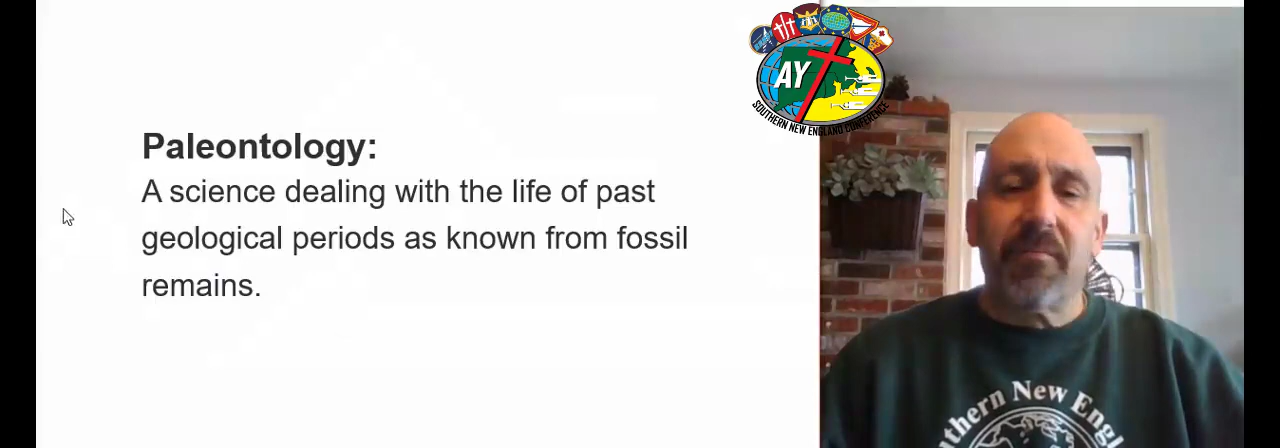 Paleontology:
A science dealing with the life of past
geological periods as known from fossil
remains.
AY
SOUTHERN NEW ENGLAND CONFERENCE
thern New Engl